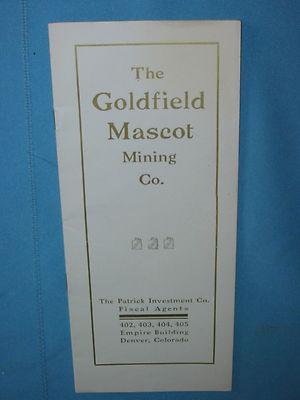 The
Goldfield
Mascot
Mining
Co.
The Patrick Investment Co.
Fiscal Agents
402, 403, 404, 405
Empire Building
Denver, Colorado